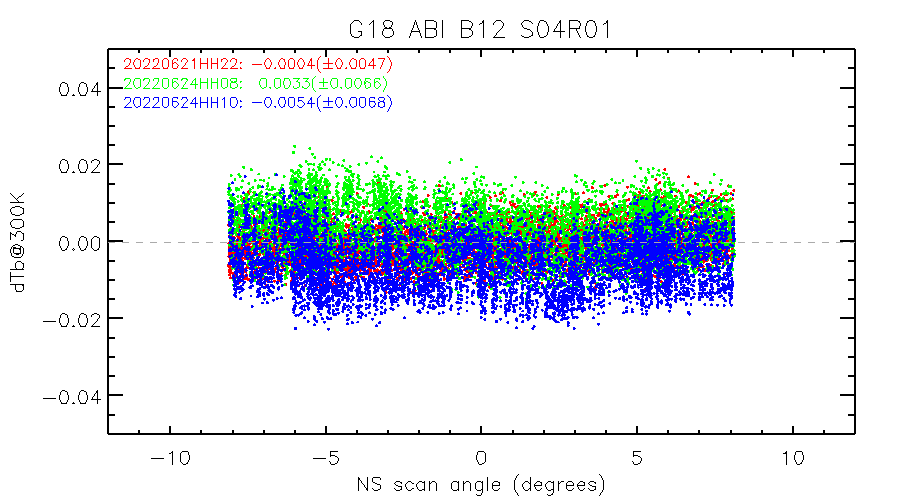 G18 ABI B12 S04R01
20220621HH22: −0.0004(±0.0047)
20220624HH08: 0.0033(±0.0066)
20220624HH10: −0.0054(±0.0068)
0.04
0.02
0.00
−0.02
−0.04
dTb@300K
−10 −5 0 5 10
NS scan angle (degrees)